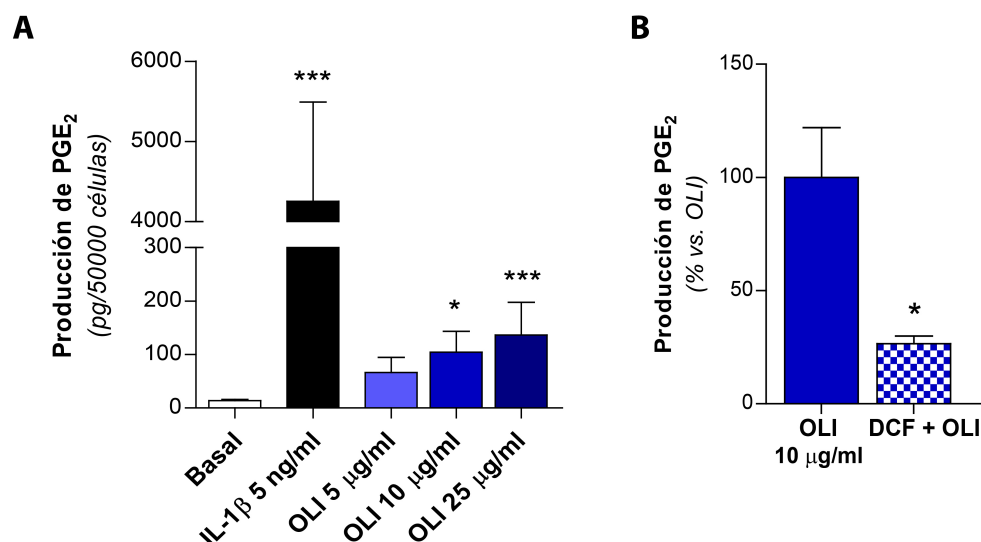 A
Producción de PGE2
(pg/50000 células)
6000
5000
4000
300
200
100
0
***
*
***
Basal
IL-1β 5 ng/ml
OLI 5 μg/ml
OLI 10 μg/ml
OLI 25 μg/ml
B
Producción de PGE2
(% vs. OLI)
150
100
50
0
*
OLI
10 μg/ml
DCF + OLI